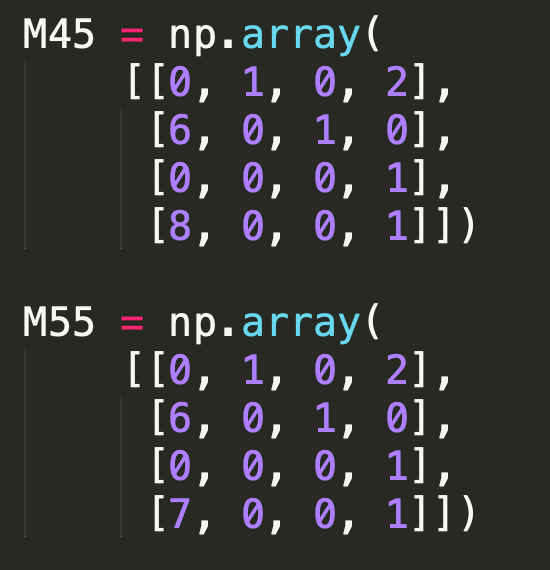 M45 = np.array(
[[0, 1, 0, 2],
[6, 0, 1, 0],
[0, 0, 0, 1],
[8, 0, 0, 1]])
M55 = np.array(
[[0, 1, 0, 2],
[6, 0, 1, 0],
[0, 0, 0, 1],
[7, 0, 0, 1]])